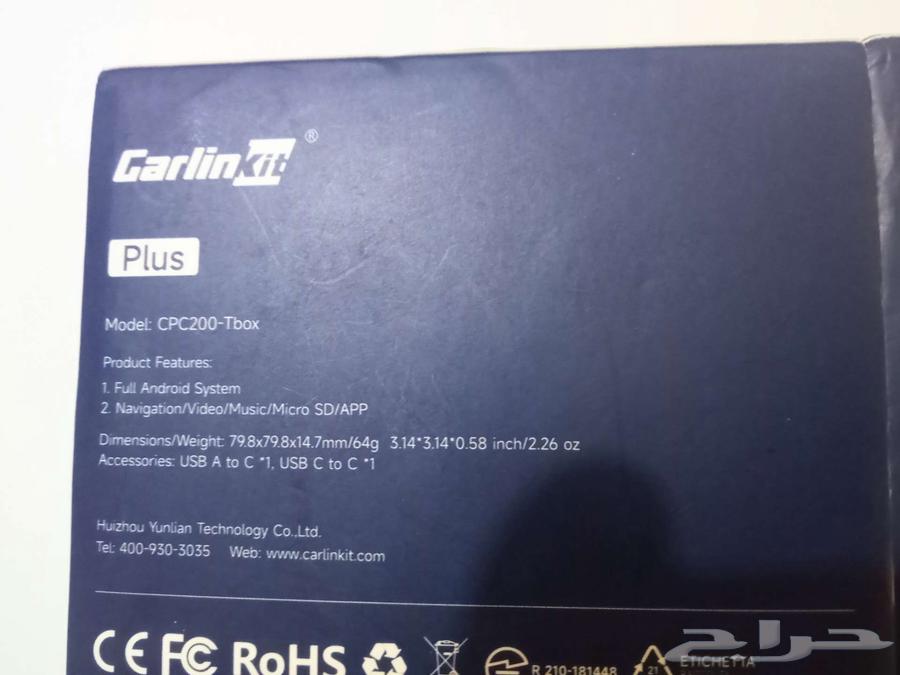 CarlinKit ®
Plus
Model: CPC200-Tbox
Product Features:
1. Full Android System
2. Navigation/Video/Music/Micro SD/APP
Dimensions/Weight: 79.8x79.8x14.7mm/64g 3.14*3.14*0.58 inch/2.26 oz
Accessories: USB A to C *1, USB C to C *1
Huizhou Yunlian Technology Co.,Ltd.
Tel: 400-930-3035 Web: www.carlinkit.com
CE FC RoHS
R 210-181448
21
ETICHETTA
حراج